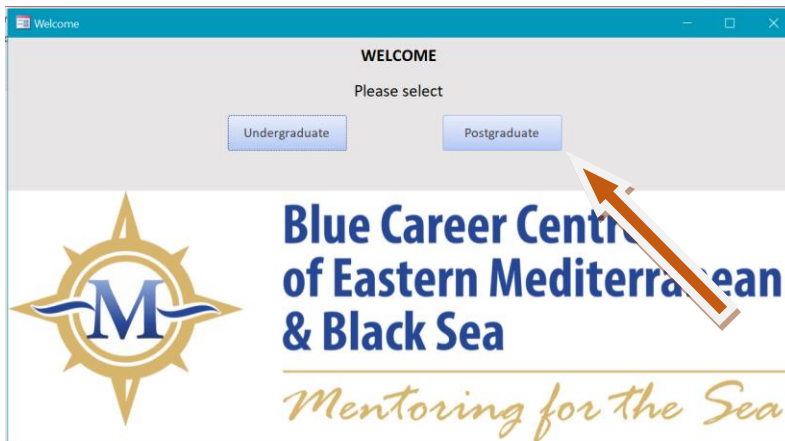 Welcome
WELCOME
Please select
Undergraduate Postgraduate
M
Blue Career Centre
of Eastern Mediterranean
& Black Sea
Mentoring for the Sea